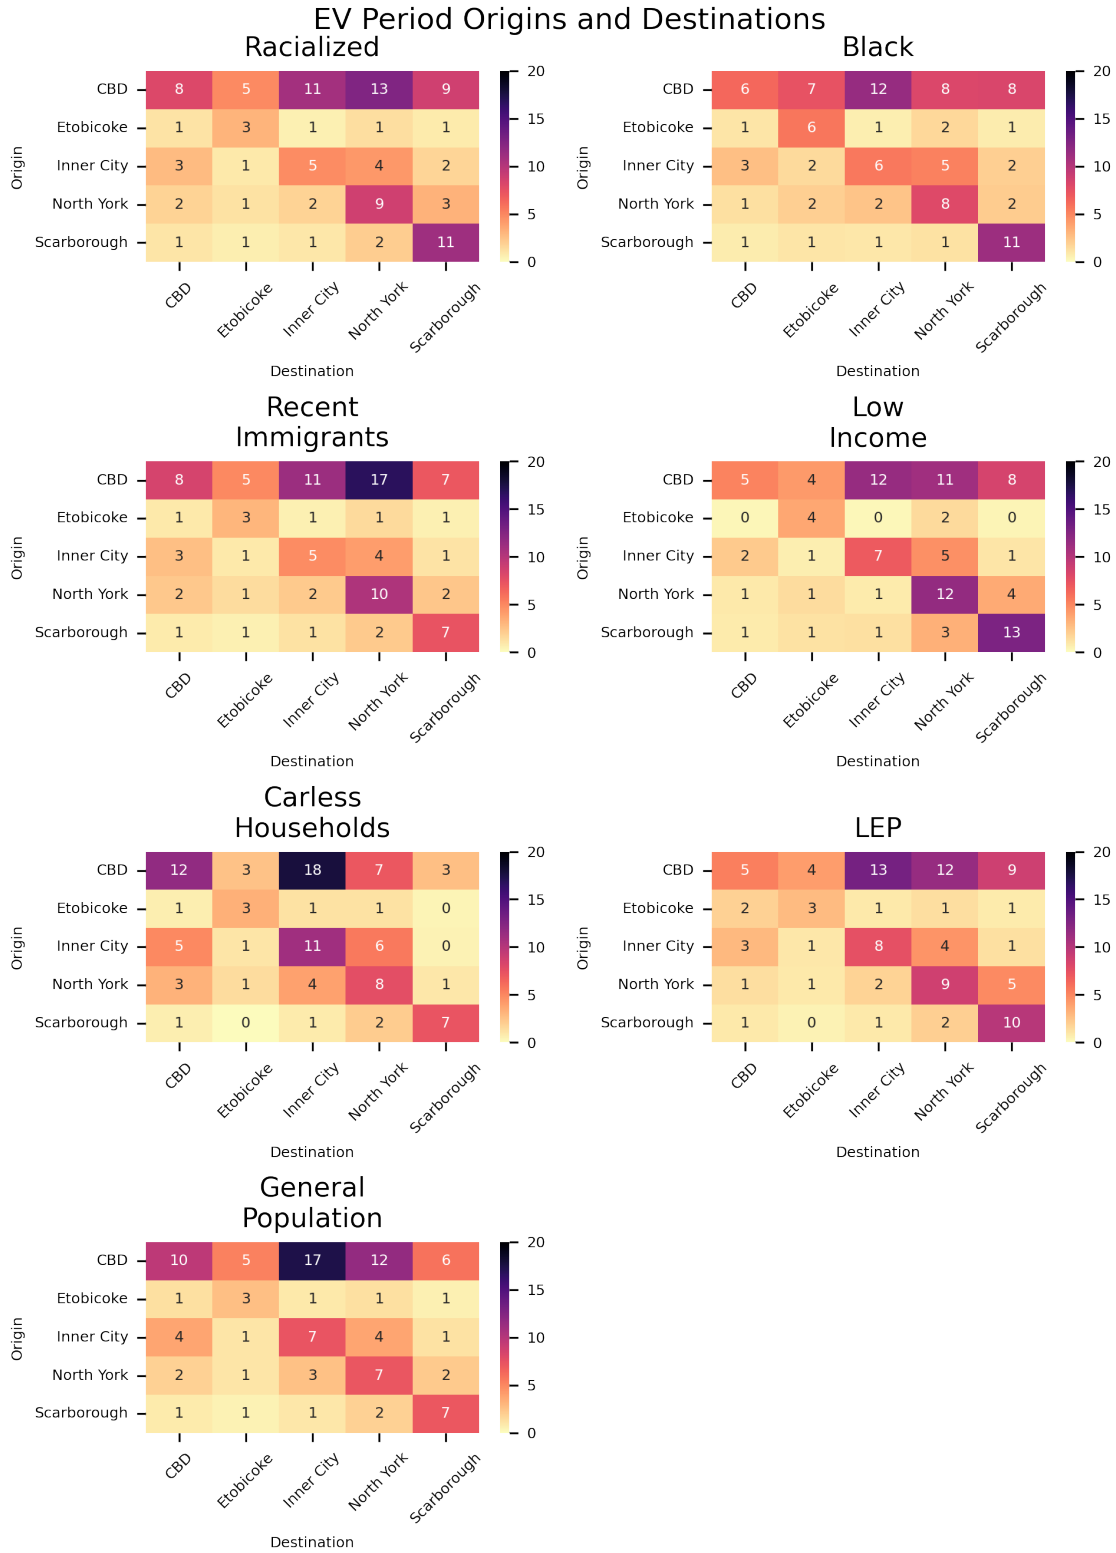 EV Period Origins and Destinations
Racialized
Origin
CBD 8 5 11 13 9 20
Etobicoke 1 3 1 1 1 15
Inner City 3 1 5 4 2 10
North York 2 1 2 9 3 5
Scarborough 1 1 1 2 11 0
CBD Etobicoke Inner City North York Scarborough
Destination
Black
Origin
CBD 6 7 12 8 8 20
Etobicoke 1 6 1 2 1 15
Inner City 3 2 6 5 2 10
North York 1 2 2 8 2 5
Scarborough 1 1 1 1 11 0
CBD Etobicoke Inner City North York Scarborough
Destination
Recent
Immigrants
Origin
CBD 8 5 11 17 7 20
Etobicoke 1 3 1 1 1 15
Inner City 3 1 5 4 1 10
North York 2 1 2 10 2 5
Scarborough 1 1 1 2 7 0
CBD Etobicoke Inner City North York Scarborough
Destination
Low
Income
Origin
CBD 5 4 12 11 8 20
Etobicoke 0 4 0 2 0 15
Inner City 2 1 7 5 1 10
North York 1 1 1 12 4 5
Scarborough 1 1 1 3 13 0
CBD Etobicoke Inner City North York Scarborough
Destination
Carless
Households
Origin
CBD 12 3 18 7 3 20
Etobicoke 1 3 1 1 0 15
Inner City 5 1 11 6 0 10
North York 3 1 4 8 1 5
Scarborough 1 0 1 2 7 0
CBD Etobicoke Inner City North York Scarborough
Destination
LEP
Origin
CBD 5 4 13 12 9 20
Etobicoke 2 3 1 1 1 15
Inner City 3 1 8 4 1 10
North York 1 1 2 9 5 5
Scarborough 1 0 1 2 10 0
CBD Etobicoke Inner City North York Scarborough
Destination
General
Population
Origin
CBD 10 5 17 12 6 20
Etobicoke 1 3 1 1 1 15
Inner City 4 1 7 4 1 10
North York 2 1 3 7 2 5
Scarborough 1 1 1 2 7 0
CBD Etobicoke Inner City North York Scarborough
Destination